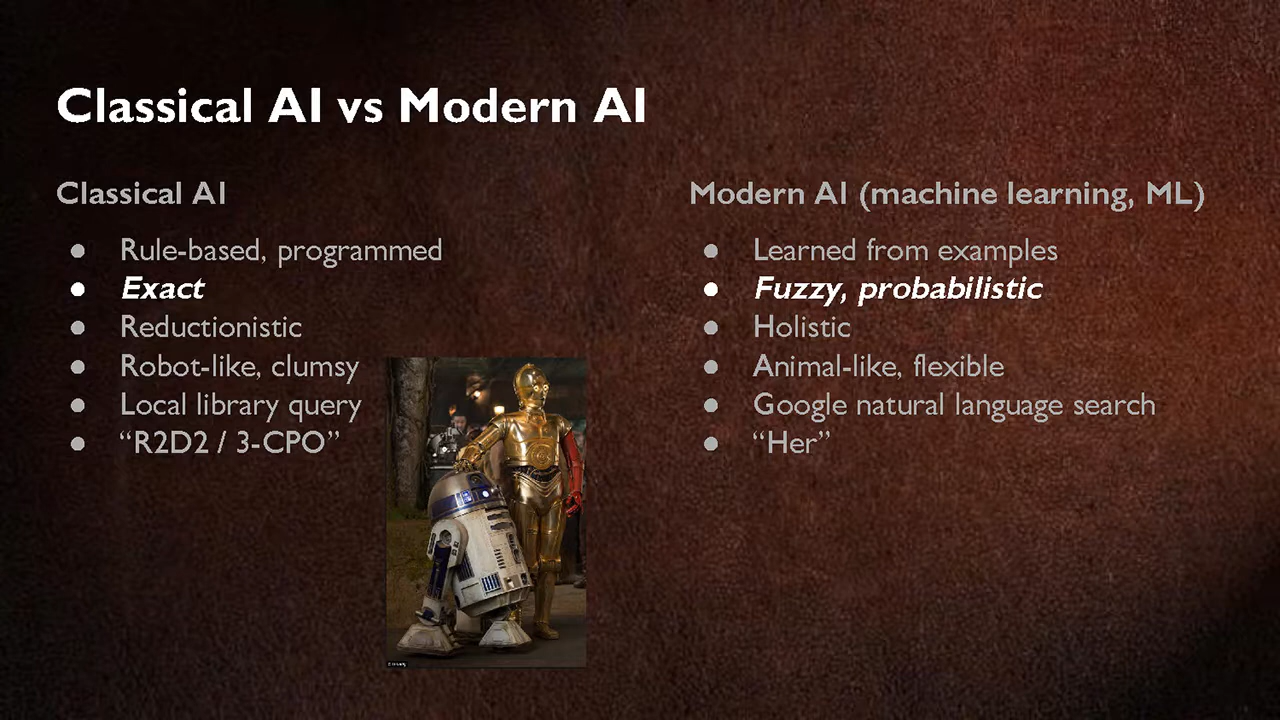 Classical AI vs Modern AI
Classical AI
● Rule-based, programmed
● Exact
● Reductionistic
● Robot-like, clumsy
● Local library query
● “R2D2 / 3-CPO”
Modern AI (machine learning, ML)
● Learned from examples
● Fuzzy, probabilistic
● Holistic
● Animal-like, flexible
● Google natural language search
● “Her”